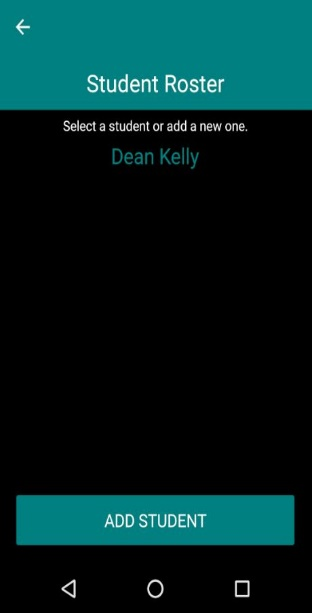 Student Roster
Select a student or add a new one.
Dean Kelly
ADD STUDENT